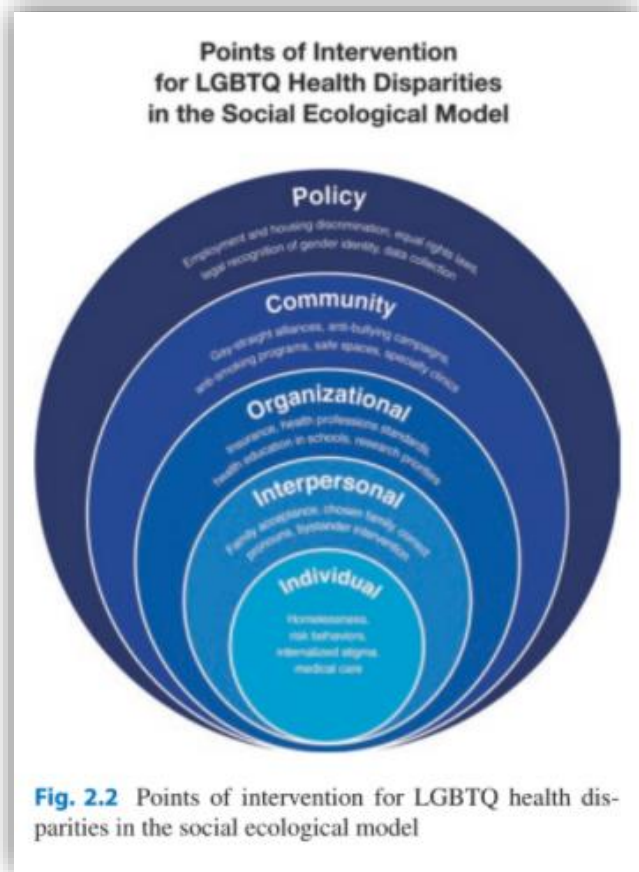 Points of Intervention
for LGBTQ Health Disparities
in the Social Ecological Model
Policy
Employment and housing discrimination, equal rights laws,
legal recognition of gender identity, data collection
Community
Gay-straight alliances, anti-bullying campaigns,
anti-smoking programs, safe spaces, specialty clinics
Organizational
Insurance, health professions standards,
health education in schools, research priorities
Interpersonal
Family acceptance, chosen family, correct
pronouns, bystander intervention
Individual
Homelessness,
risk behaviors,
internalized stigma,
medical care
Fig. 2.2 Points of intervention for LGBTQ health dis-
parities in the social ecological model